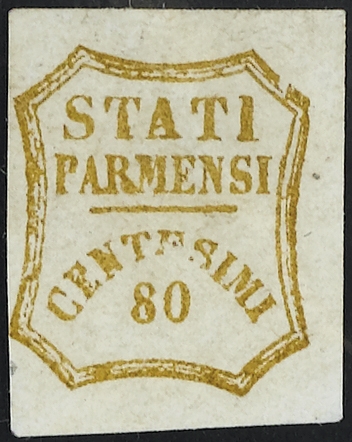 STATI
PARMENSI
CENTESIMI
80